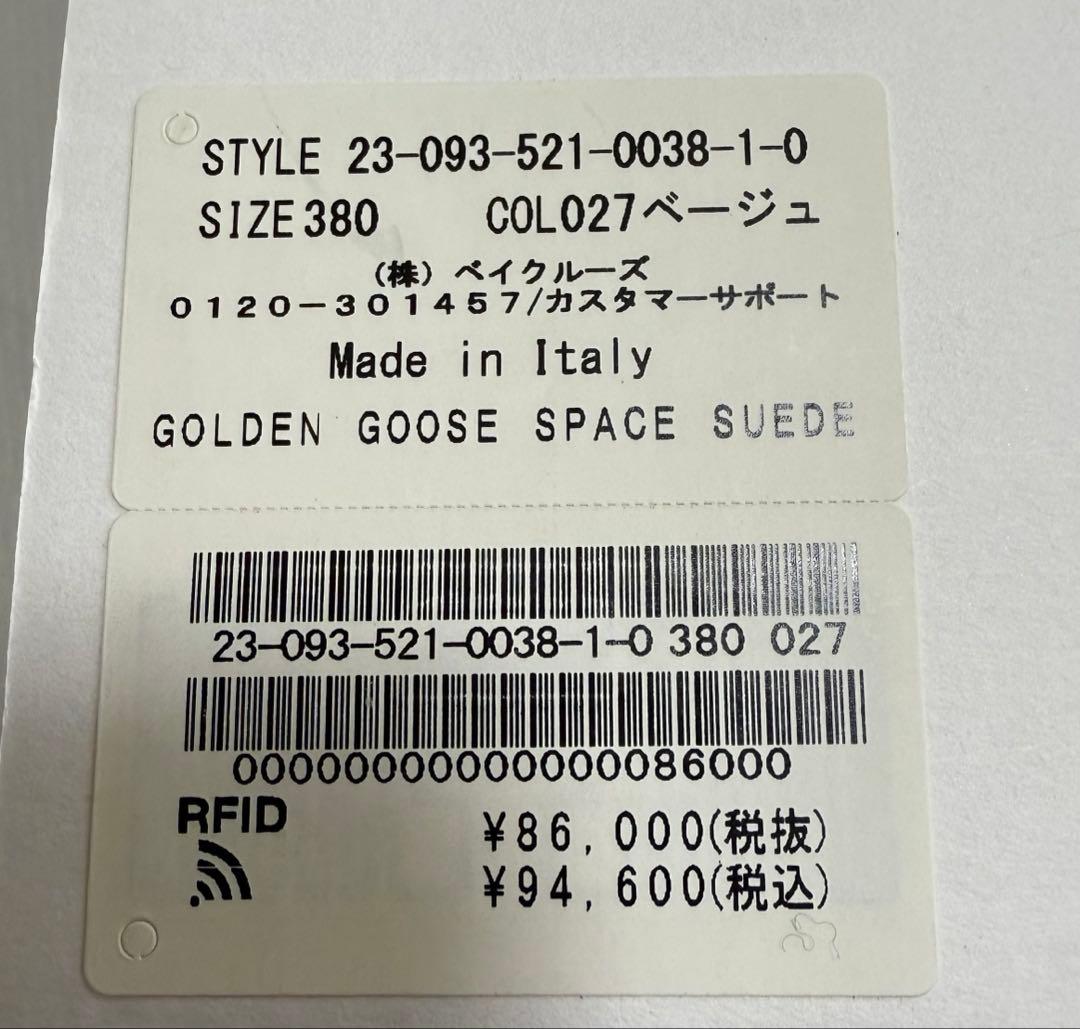 STYLE 23-093-521-0038-1-0
SIZE380 COL027ベージュ
(株)ベイクルーズ
0120-301457/カスタマーサポート
Made in Italy
GOLDEN GOOSE SPACE SUEDE
23-093-521-0038-1-0 380 027
000000000000000086000
RFID
¥86,000(税抜)
¥94,600(税込)